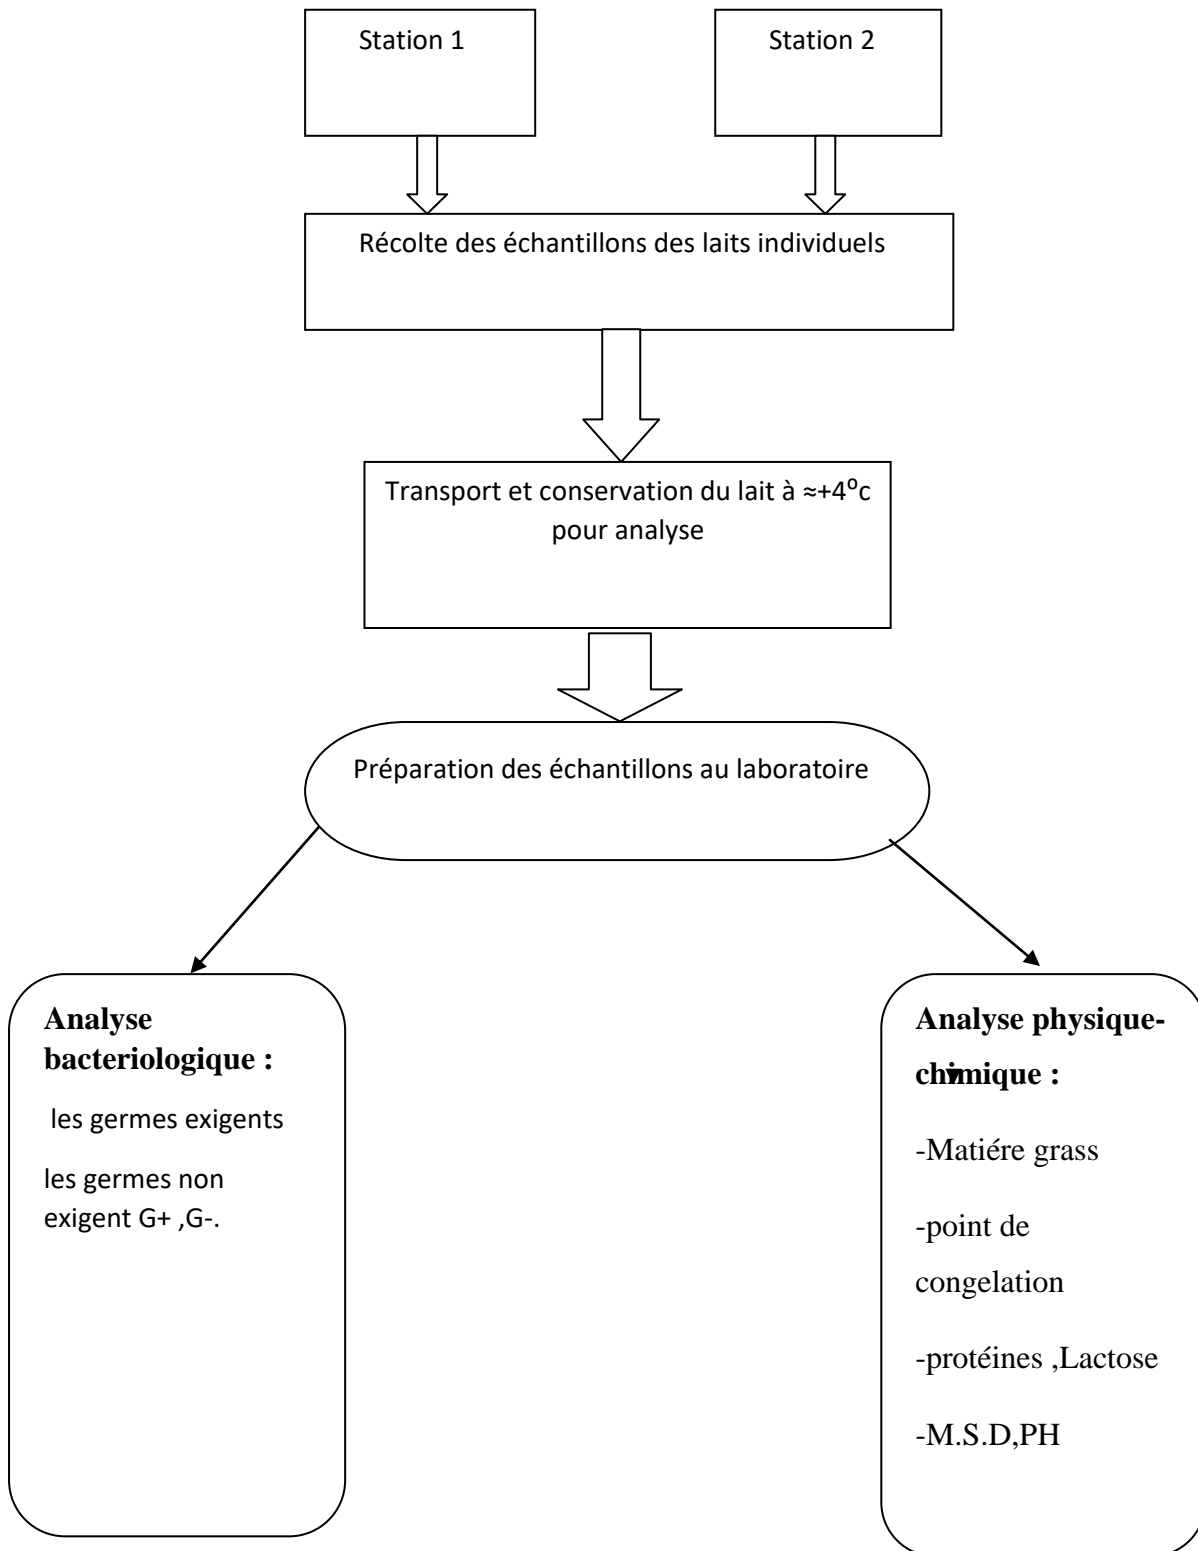 Station 1
Station 2
Récolte des échantillons des laits individuels
Transport et conservation du lait à ≈+4⁰c
pour analyse
Préparation des échantillons au laboratoire
Analyse
bacteriologique :
les germes exigents
les germes non
exigent G+ ,G-.
Analyse physique-
chimique :
-Matiére grass
-point de
congelation
-protéines ,Lactose
-M.S.D,PH